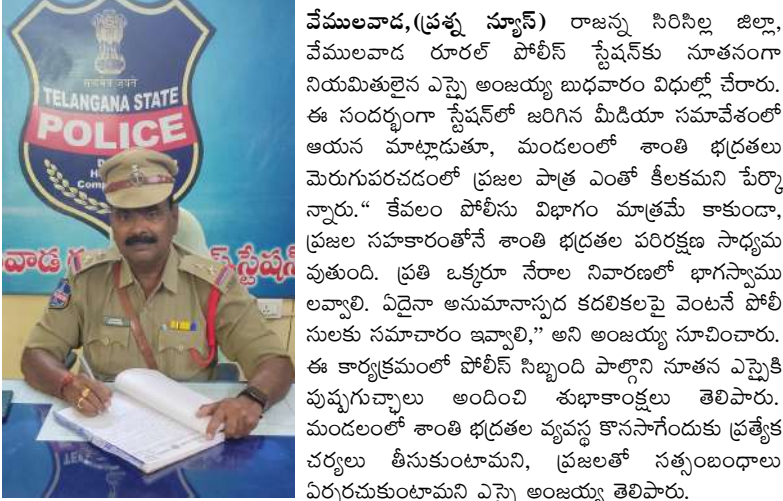 सत्यमेव जयते
TELANGANA STATE
POLICE
వేములవాడ,(ప్రశ్న న్యూస్) రాజన్న సిరిసిల్ల జిల్లా,
వేములవాడ రూరల్ పోలీస్ స్టేషన్‌కు నూతనంగా
నియమితులైన ఎస్సై అంజయ్య బుధవారం విధుల్లో చేరారు.
ఈ సందర్భంగా స్టేషన్‌లో జరిగిన మీడియా సమావేశంలో
ఆయన మాట్లాడుతూ, మండలంలో శాంతి భద్రతలు
మెరుగుపరచడంలో ప్రజల పాత్ర ఎంతో కీలకమని పేర్కొ
న్నారు.“ కేవలం పోలీసు విభాగం మాత్రమే కాకుండా,
ప్రజల సహకారంతోనే శాంతి భద్రతల పరిరక్షణ సాధ్యమ
వుతుంది. ప్రతి ఒక్కరూ నేరాల నివారణలో భాగస్వాము
లవ్వాలి. ఏదైనా అనుమానాస్పద కదలికలపై వెంటనే పోలీ
సులకు సమాచారం ఇవ్వాలి,” అని అంజయ్య సూచించారు.
ఈ కార్యక్రమంలో పోలీస్ సిబ్బంది పాల్గొని నూతన ఎస్సైకి
పుష్పగుచ్ఛాలు అందించి శుభాకాంక్షలు తెలిపారు.
మండలంలో శాంతి భద్రతల వ్యవస్థ కొనసాగేందుకు ప్రత్యేక
చర్యలు తీసుకుంటామని, ప్రజలతో సత్సంబంధాలు
ఏర్పరచుకుంటామని ఎస్సై అంజయ్య తెలిపారు.